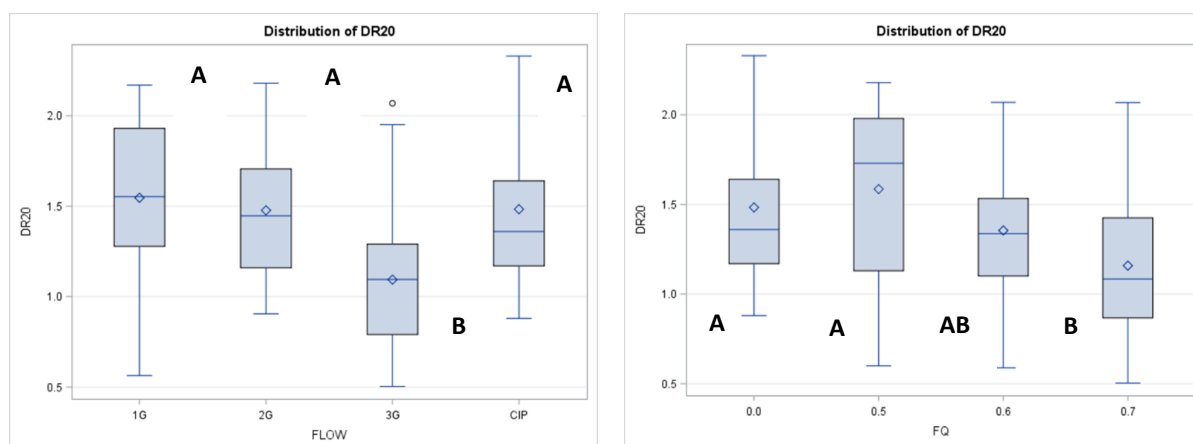 Distribution of DR20
A
A
A
2.0
1.5
1.0
0.5
DR20
B
1G
2G
3G
CIP
FLOW
Distribution of DR20
2.0
1.5
1.0
0.5
DR20
A
A
AB
B
0.0
0.5
0.6
0.7
FQ